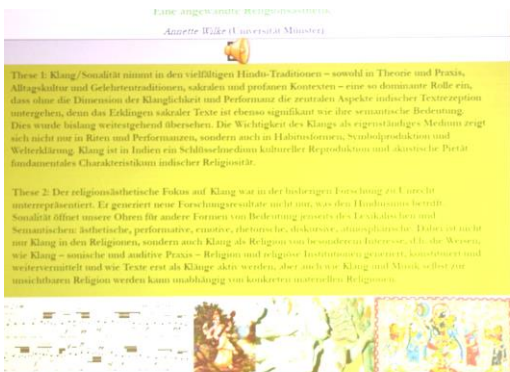 Eine angewandte Religionsästhetik
Annette Wilke (Universität Münster)
These 1: Klang/Sonalität nimmt in den vielfältigen Hindu-Traditionen – sowohl in Theorie und Praxis,
Alltagskultur und Gelehrtentraditionen, sakralen und profanen Kontexten – eine so dominante Rolle ein,
dass ohne die Dimension der Klanglichkeit und Performanz die zentralen Aspekte indischer Textrezeption
untergehen, denn das Erklingen sakraler Texte ist ebenso signifikant wie ihre semantische Bedeutung.
Dies wurde bislang weitestgehend übersehen. Die Wichtigkeit des Klangs als eigenständiges Medium zeigt
sich nicht nur in Riten und Performanzen, sondern auch in Habitusformen, Symbolproduktion und
Welterklärung. Klang ist in Indien ein Schlüsselmedium kultureller Reproduktion und akustische Pietät
fundamentales Charakteristikum indischer Religiosität.
These 2: Der religionsästhetische Fokus auf Klang war in der bisherigen Forschung zu Unrecht
unterrepräsentiert. Er generiert neue Forschungsresultate nicht nur, was den Hinduismus betrifft.
Sonalität öffnet unsere Ohren für andere Formen von Bedeutung jenseits des Lexikalischen und
Semantischen: ästhetische, performative, emotive, rhetorische, diskursive, atmosphärische. Dabei ist nicht
nur Klang in den Religionen, sondern auch Klang als Religion von besonderem Interesse, d.h. die Weisen,
wie Klang – sonische und auditive Praxis – Religion und religiöse Institutionen generiert, konstituiert und
weitervermittelt und wie Texte erst als Klänge aktiv werden, aber auch wie Klang und Musik selbst zur
unsichtbaren Religion werden kann unabhängig von konkreten materiellen Religionen.